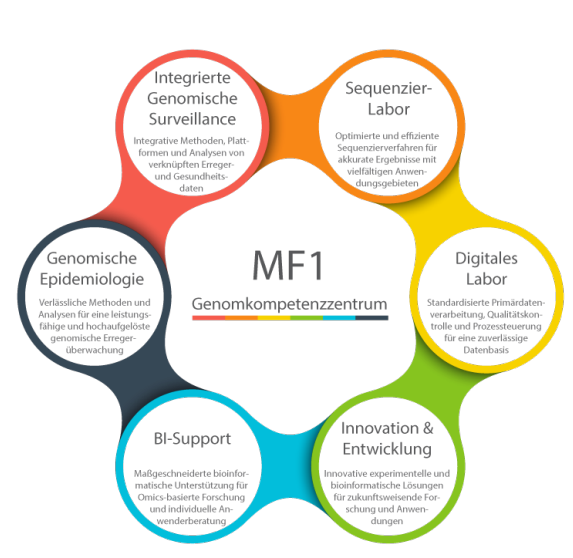 Integrierte
Genomische
Surveillance
Integrative Methoden, Platt-
formen und Analysen von
verknüpften Erreger-
und Gesundheits-
daten
Sequenzier-
Labor
Optimierte und effiziente
Sequenzierverfahren für
akkurate Ergebnisse mit
vielfältigen Anwen-
dungsgebieten
Genomische
Epidemiologie
Verlässliche Methoden und
Analysen für eine leistungs-
fähige und hochaufgelöste
genomische Erreger-
überwachung
MF1
Genomkompetenzzentrum
Digitales
Labor
Standardisierte Primärdaten-
verarbeitung, Qualitätskon-
trolle und Prozessteuerung
für eine zuverlässige
Datenbasis
BI-Support
Maßgeschneiderte bioinfor-
matische Unterstützung für
Omics-basierte Forschung
und individuelle An-
wenderberatung
Innovation &
Entwicklung
Innovative experimentelle und
bioinformatische Lösungen
für zukunftsweisende For-
schung und Anwen-
dungen